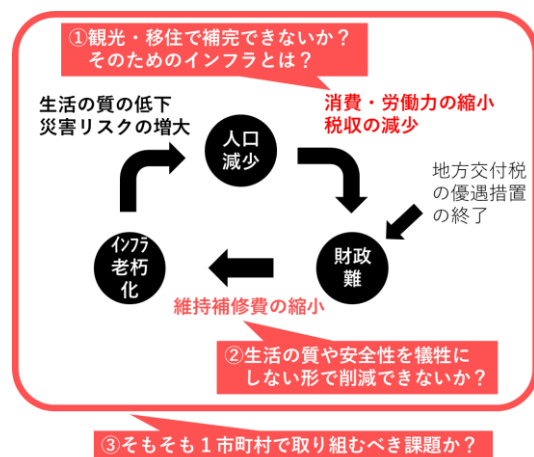 ①観光・移住で補完できないか？
そのためのインフラとは？
生活の質の低下
災害リスクの増大
消費・労働力の縮小
税収の減少
人口
減少
地方交付税
の優遇措置
の終了
ｲﾝﾌﾗ
老朽
化
財政
難
維持補修費の縮小
②生活の質や安全性を犠牲に
しない形で削減できないか？
③そもそも１市町村で取り組むべき課題か？